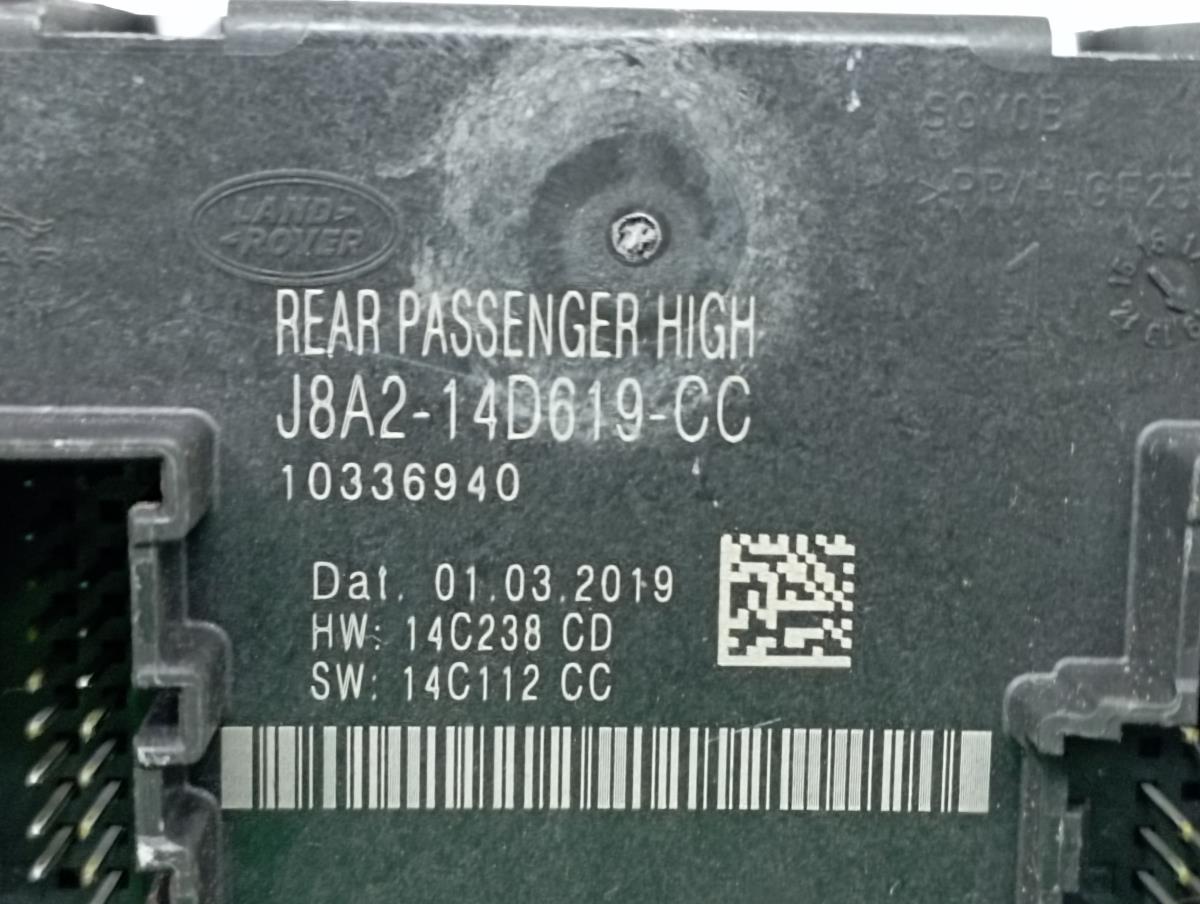 LAND-
-ROVER
REAR PASSENGER HIGH
J8A2-14D619-CC
10336940
Dat. 01.03.2019
HW: 14C238 CD
SW: 14C112 CC